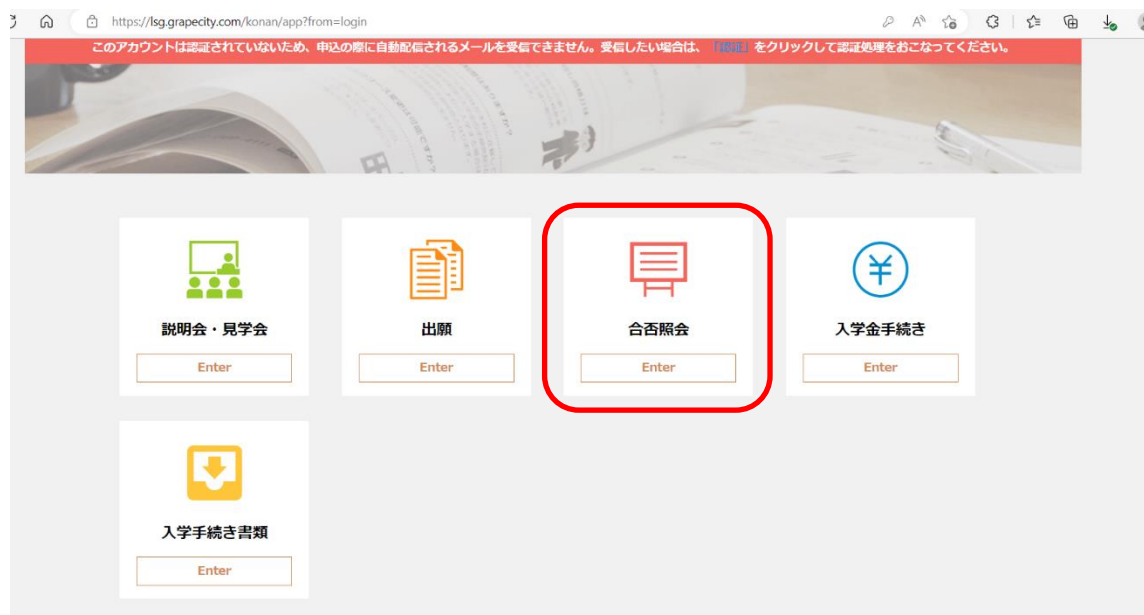 https://lsg.grapecity.com/konan/app?from=login
このアカウントは認証されていないため、申込の際に自動配信されるメールを受信できません。受信したい場合は、「認証」をクリックして認証処理をおこなってください。
説明会・見学会
Enter
出願
Enter
合否照会
Enter
入学金手続き
Enter
入学手続き書類
Enter